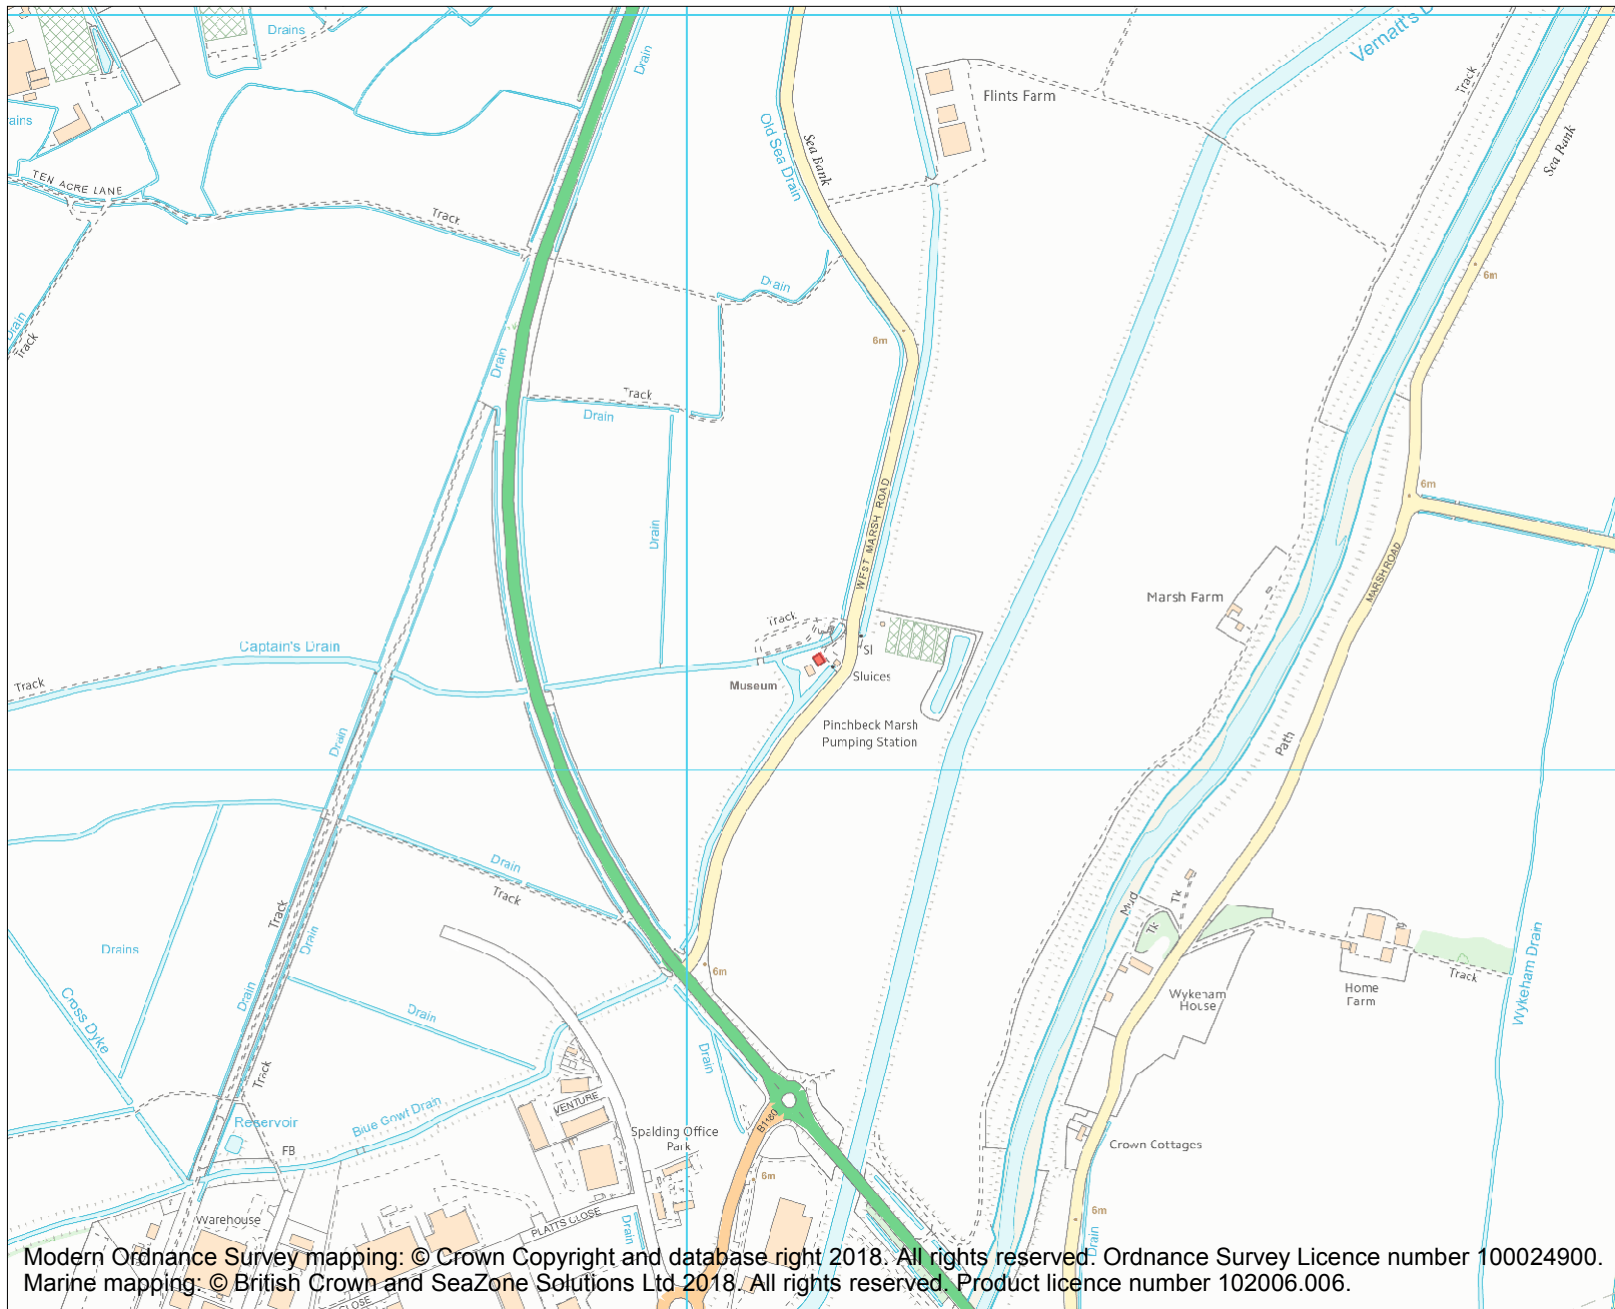 Drains
Drain
Vernatt's D
Track
Flints Farm
Old Sea Drain
Sea Bank
Sea Bank
ains
TEN ACRE LANE
Track
Drain
6m
Drain
Track
6m
Drain
Track
Drain
6m
WEST MARSH ROAD
Drain
MARSH ROAD
Marsh Farm
Track
Captain's Drain
Sl
Track
Museum
Sluices
Pinchbeck Marsh
Pumping Station
Drain
Path
Drain
Track
Mud
Tk
Tk
Track
Drain
Drains
Wykeham Drain
6m
Track
Home
Farm
Wykeham
House
Drain
Cross Dyke
Drain
Drain
Track
Blue Gowt Drain
VENTURE
B1180
Reservoir
Spalding Office
Park
FB
Crown Cottages
6m
6m
Warehouse
PLATTS CLOSE
Drain
Drain
Modern Ordnance Survey mapping: © Crown Copyright and database right 2018. All rights reserved. Ordnance Survey Licence number 100024900.
Marine mapping: © British Crown and SeaZone Solutions Ltd 2018. All rights reserved. Product licence number 102006.006.
CLOSE